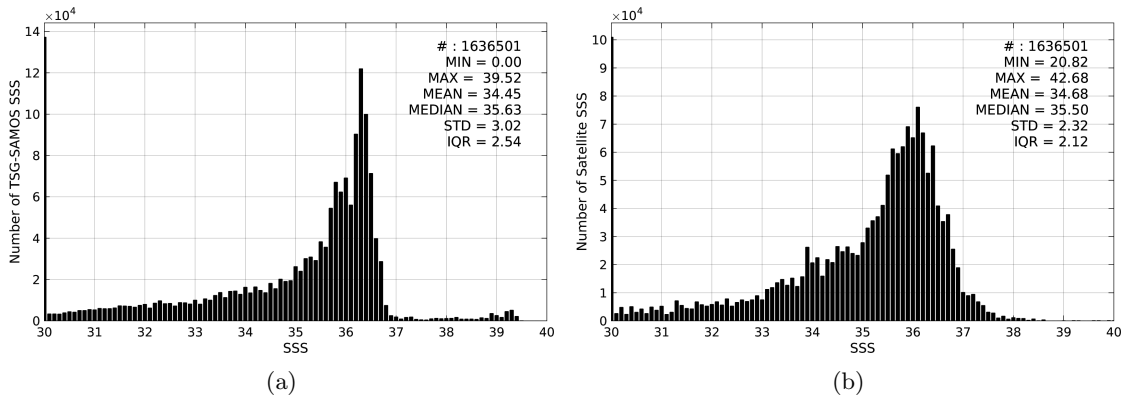 ×10⁴
14
12
10
8
6
4
2
0
Number of TSG-SAMOS SSS
# : 1636501
MIN = 0.00
MAX = 39.52
MEAN = 34.45
MEDIAN = 35.63
STD = 3.02
IQR = 2.54
30 31 32 33 34 35 36 37 38 39 40
SSS
(a)
×10⁴
10
9
8
7
6
5
4
3
2
1
0
Number of Satellite SSS
# : 1636501
MIN = 20.82
MAX = 42.68
MEAN = 34.68
MEDIAN = 35.50
STD = 2.32
IQR = 2.12
30 31 32 33 34 35 36 37 38 39 40
SSS
(b)